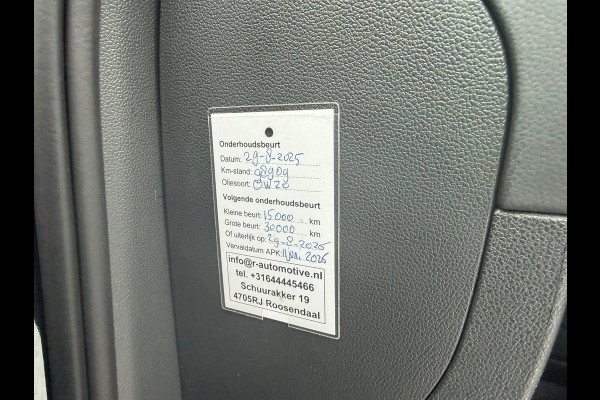 Onderhoudsbeurt
Datum: 29-8-2025
Km-stand: 98909
Oliesoort: 0W20
Volgende onderhoudsbeurt
Kleine beurt: 15000 km
Grote beurt: 30000 km
Of uiterlijk op: 29-8-2026
Vervaldatum APK: 2026
info@r-automotive.nl
tel. +31644445466
Schuurakker 19
4705RJ Roosendaal